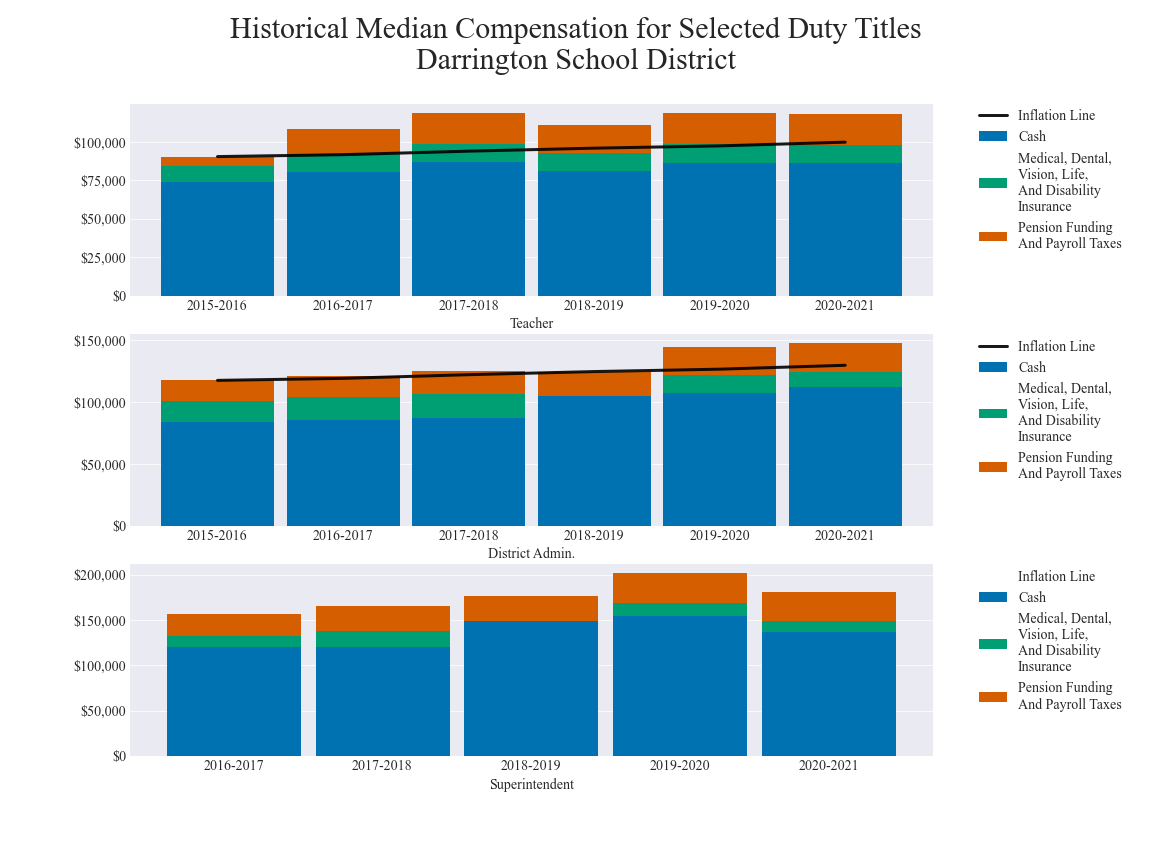 Historical Median Compensation for Selected Duty Titles
Darrington School District
$100,000
$75,000
$50,000
$25,000
$0
2015-2016 2016-2017 2017-2018 2018-2019 2019-2020 2020-2021
Teacher
Inflation Line
Cash
Medical, Dental,
Vision, Life,
And Disability
Insurance
Pension Funding
And Payroll Taxes
$150,000
$100,000
$50,000
$0
2015-2016 2016-2017 2017-2018 2018-2019 2019-2020 2020-2021
District Admin.
Inflation Line
Cash
Medical, Dental,
Vision, Life,
And Disability
Insurance
Pension Funding
And Payroll Taxes
$200,000
$150,000
$100,000
$50,000
$0
2016-2017 2017-2018 2018-2019 2019-2020 2020-2021
Superintendent
Inflation Line
Cash
Medical, Dental,
Vision, Life,
And Disability
Insurance
Pension Funding
And Payroll Taxes